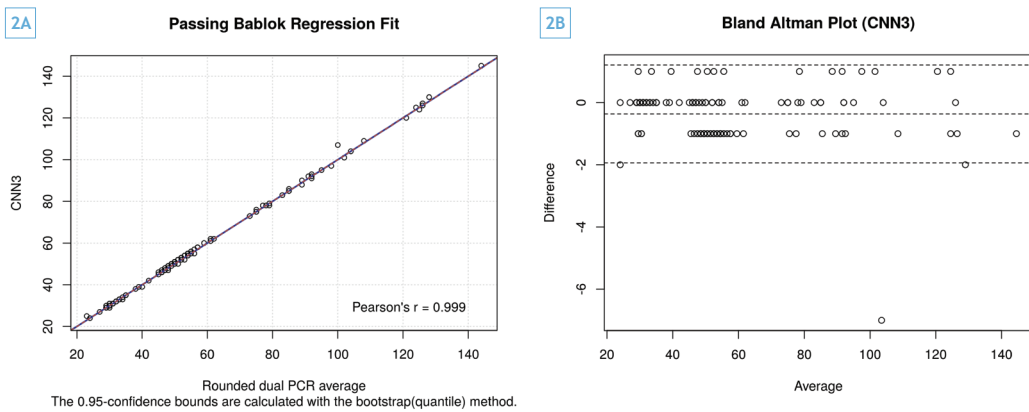 2A
Passing Bablok Regression Fit
CNN3
140
120
100
80
60
40
20
Pearson's r = 0.999
20 40 60 80 100 120 140
Rounded dual PCR average
The 0.95-confidence bounds are calculated with the bootstrap(quantile) method.
2B
Bland Altman Plot (CNN3)
Difference
0
-2
-4
-6
20 40 60 80 100 120 140
Average